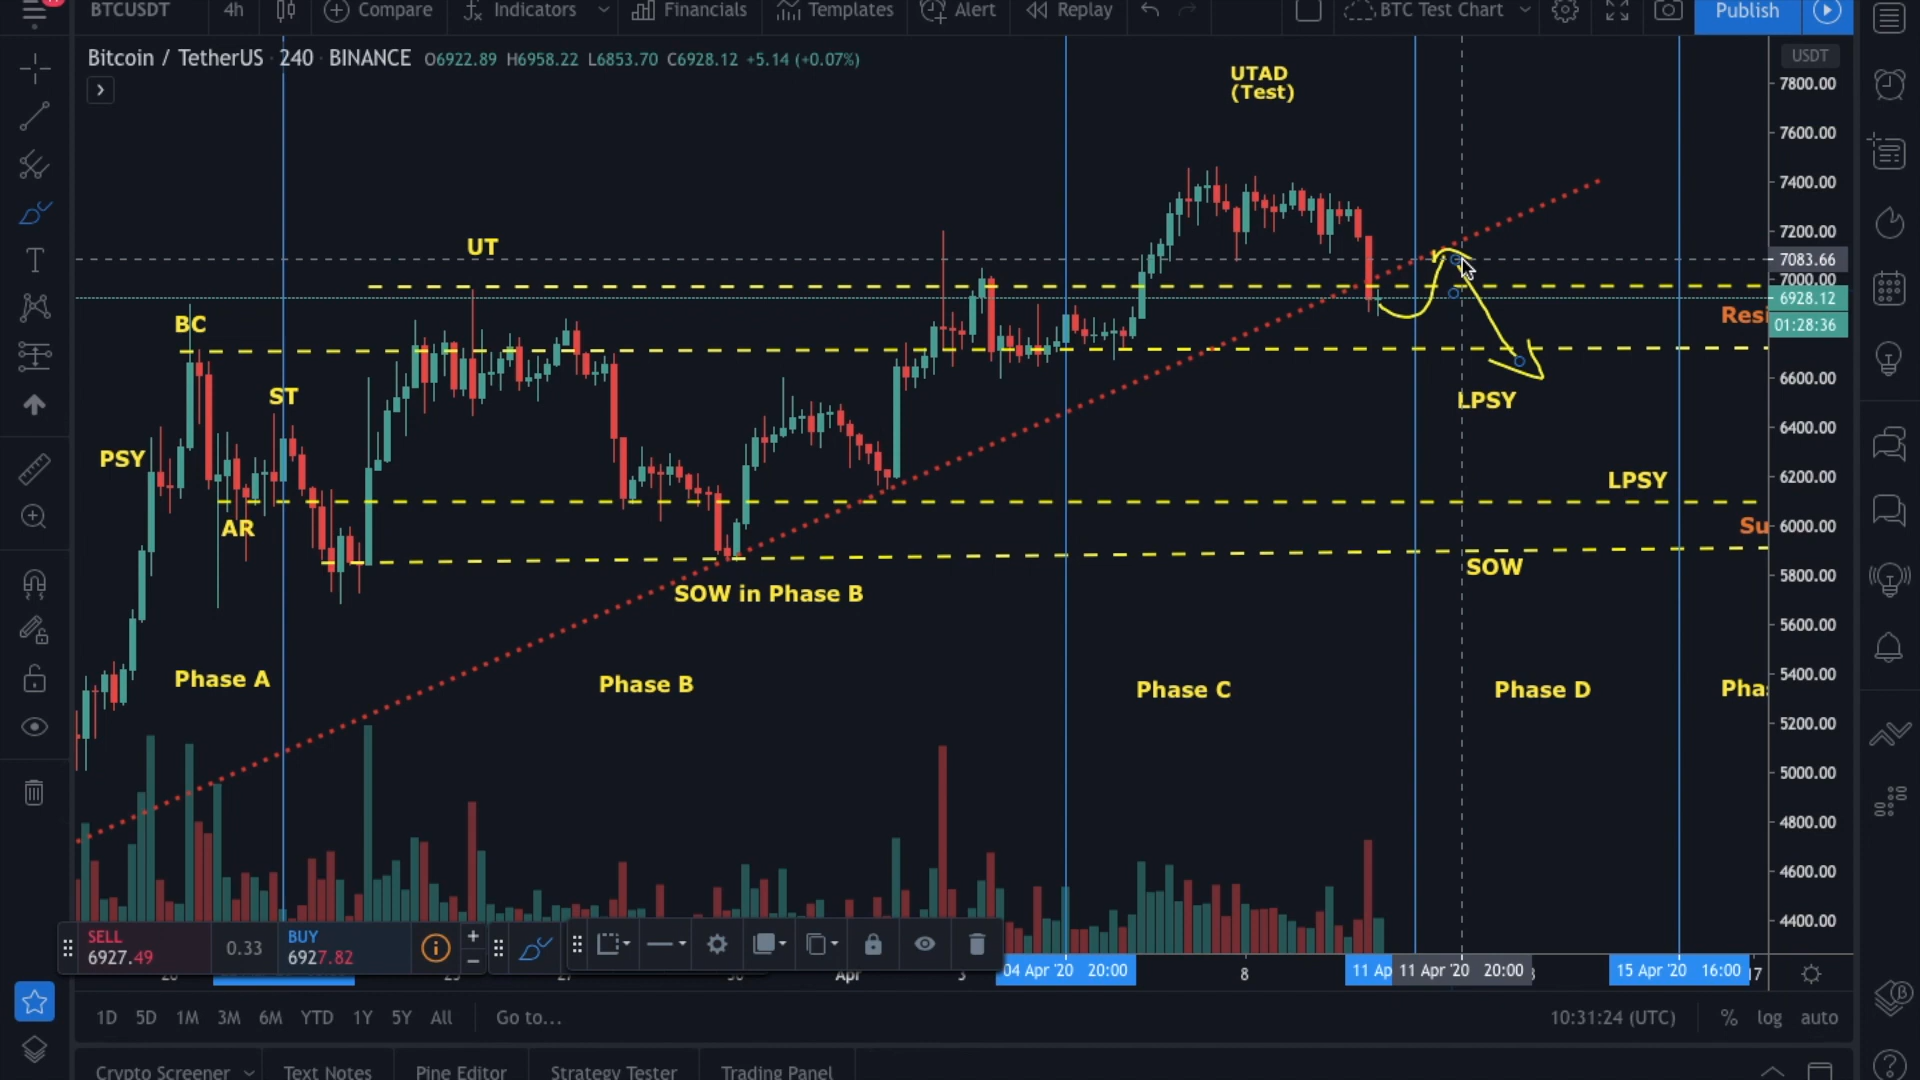 BTCUSDT 4h Compare Indicators Financials Templates Alert Replay BTC Test Chart Publish
Bitcoin / TetherUS 240 BINANCE O6922.89 H6958.22 L6853.70 C6928.12 +5.14 (+0.07%)
USDT
UTAD
(Test)
7800.00
7600.00
7400.00
7200.00
UT
7083.66
7000.00
6928.12
01:28:36
BC
Resi
ST
6600.00
LPSY
6400.00
PSY
LPSY
6200.00
AR
Su
6000.00
SOW
5800.00
SOW in Phase B
5600.00
Phase A
Phase B
Phase C
Phase D
Pha
5400.00
5200.00
5000.00
4800.00
4600.00
4400.00
SELL
6927.49
0.33
BUY
6927.82
Apr 3 04 Apr '20 20:00 8 11 Ap 11 Apr '20 20:00 15 Apr '20 16:00 17
1D 5D 1M 3M 6M YTD 1Y 5Y All Go to... 10:31:24 (UTC) % log auto
Crypto Screener Text Notes Pine Editor Strategy Tester Trading Panel